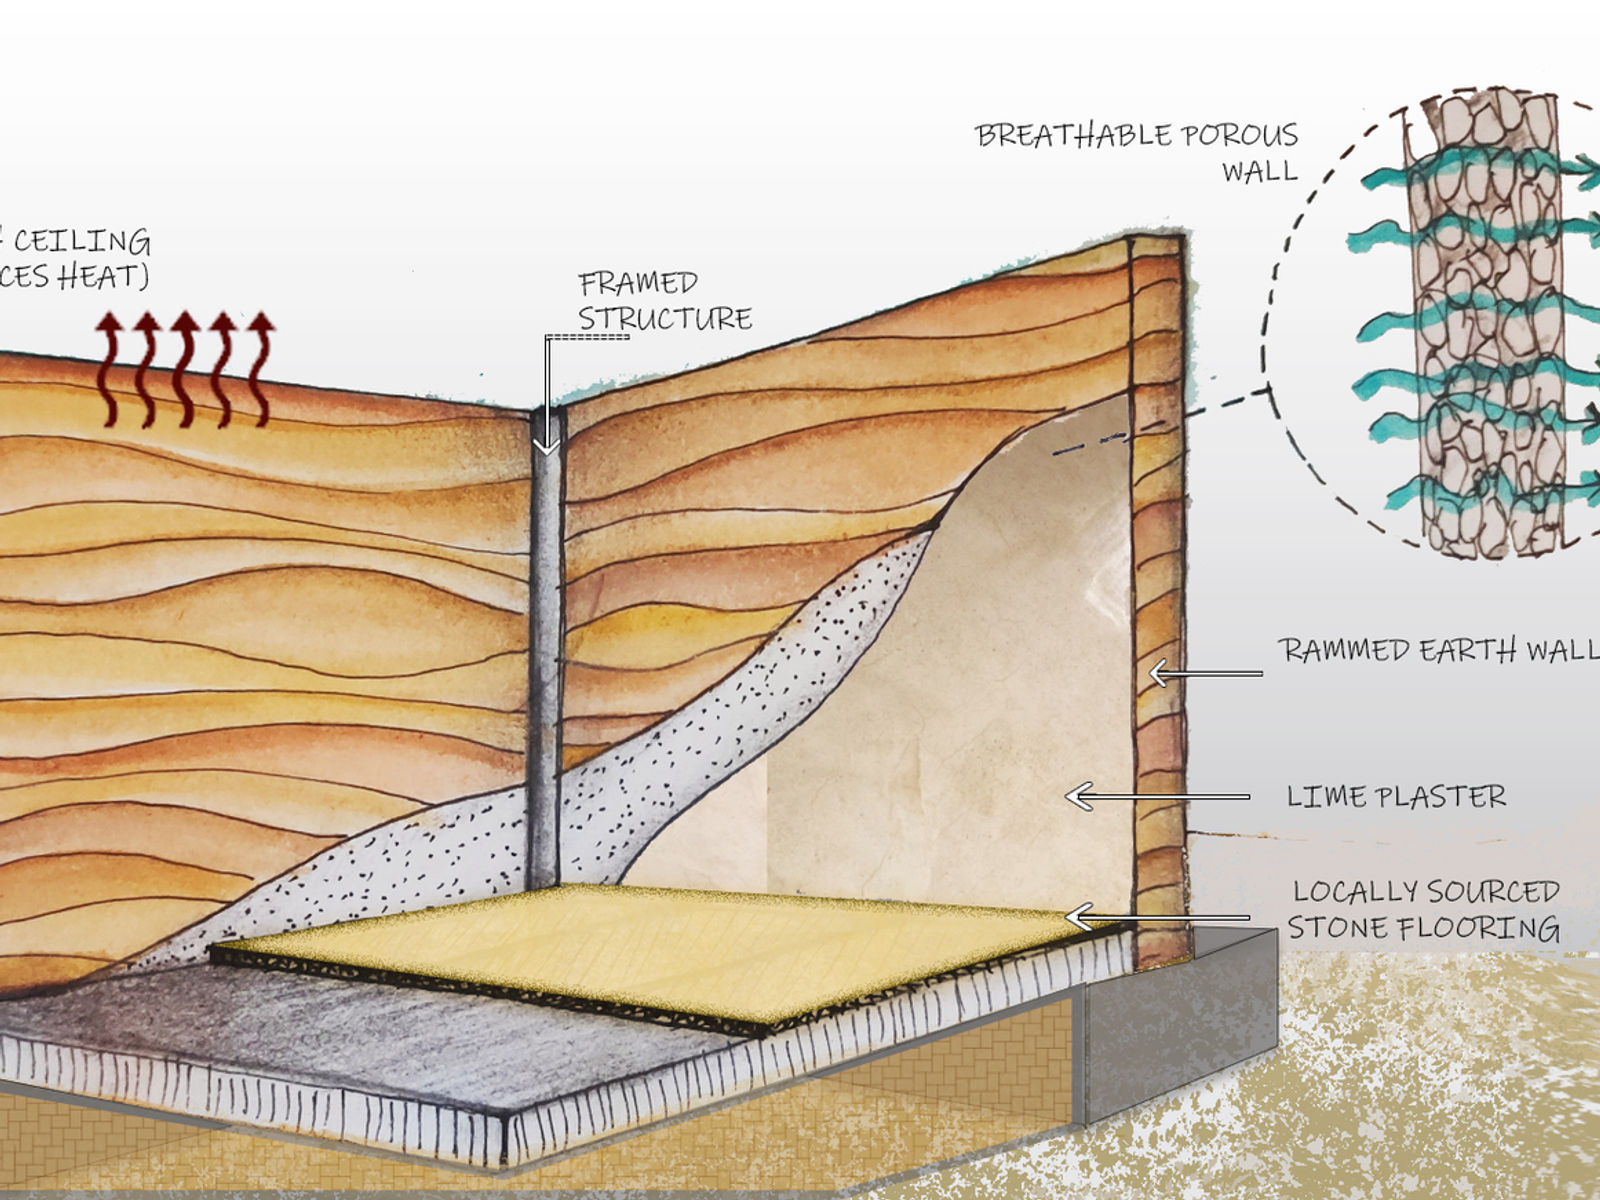 BREATHABLE POROUS
WALL
CEILING
CES HEAT)
FRAMED
STRUCTURE
RAMMED EARTH WALL
LIME PLASTER
LOCALLY SOURCED
STONE FLOORING